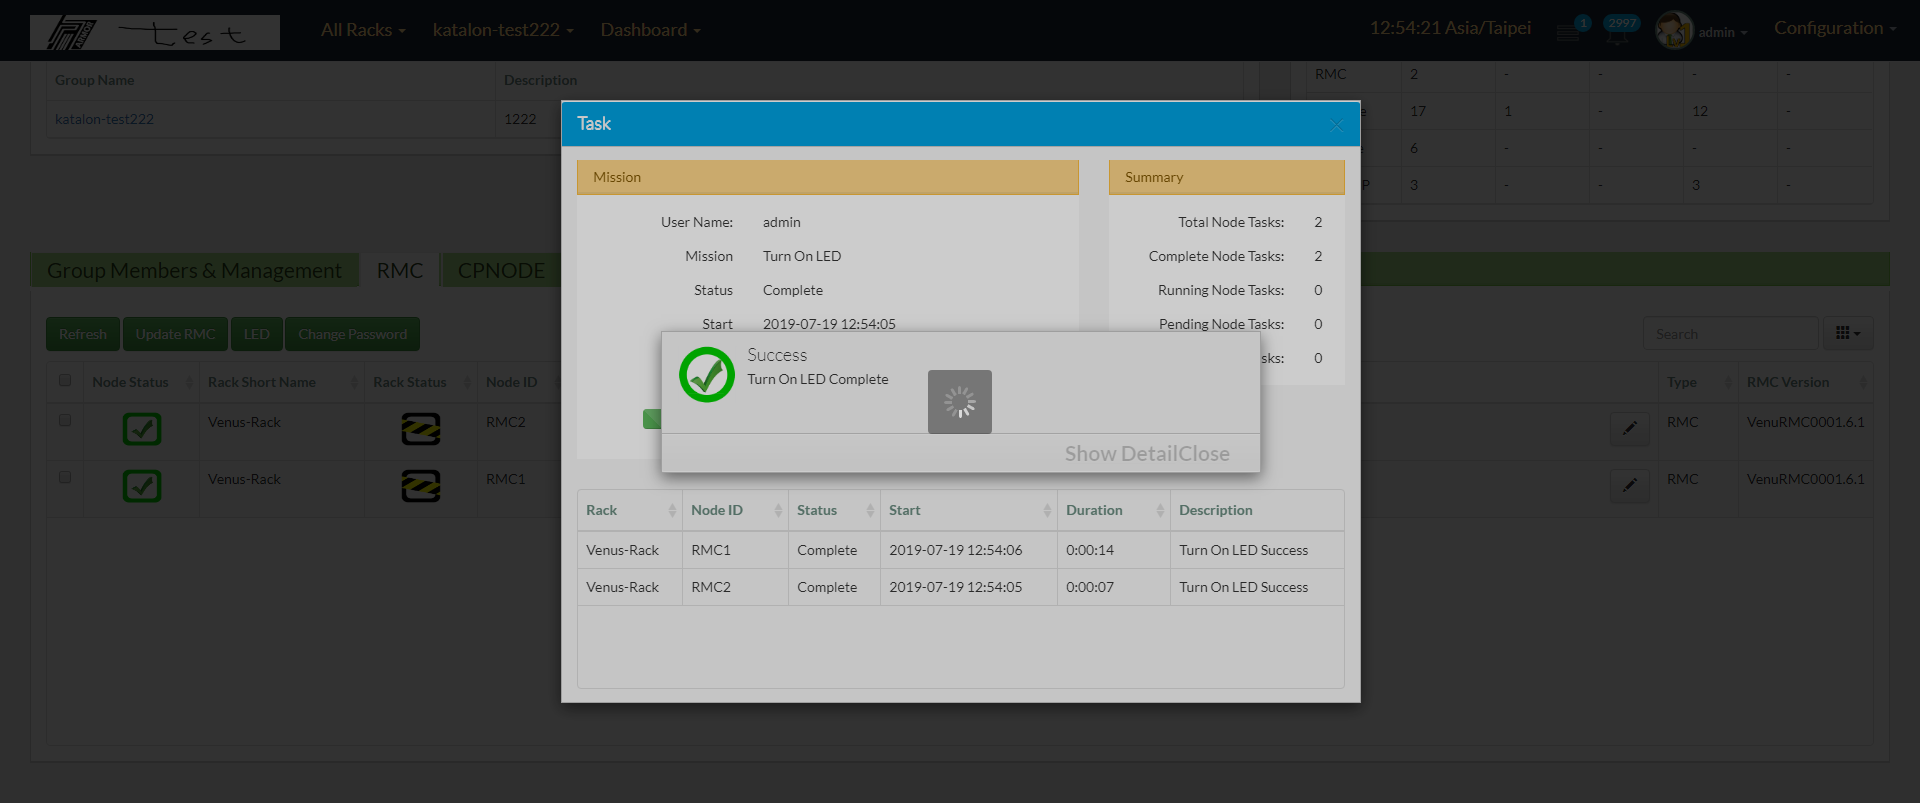 test
All Racks
katalon-test222
Dashboard
12:54:21 Asia/Taipei
1
2997
admin
Configuration
Group Name Description
katalon-test222 1222
RMC 2 - - - -
17 1 - 12 -
6 - - - -
3 - - 3 -
Group Members & Management RMC CPNODE
Refresh Update RMC LED Change Password
Search
Node Status Rack Short Name Rack Status Node ID Type RMC Version
Venus-Rack RMC2 RMC VenuRMC0001.6.1
Venus-Rack RMC1 RMC VenuRMC0001.6.1
Task
Mission
User Name: admin
Mission Turn On LED
Status Complete
Start 2019-07-19 12:54:05
Summary
Total Node Tasks: 2
Complete Node Tasks: 2
Running Node Tasks: 0
Pending Node Tasks: 0
0
Success
Turn On LED Complete
Show Detail Close
Rack Node ID Status Start Duration Description
Venus-Rack RMC1 Complete 2019-07-19 12:54:06 0:00:14 Turn On LED Success
Venus-Rack RMC2 Complete 2019-07-19 12:54:05 0:00:07 Turn On LED Success